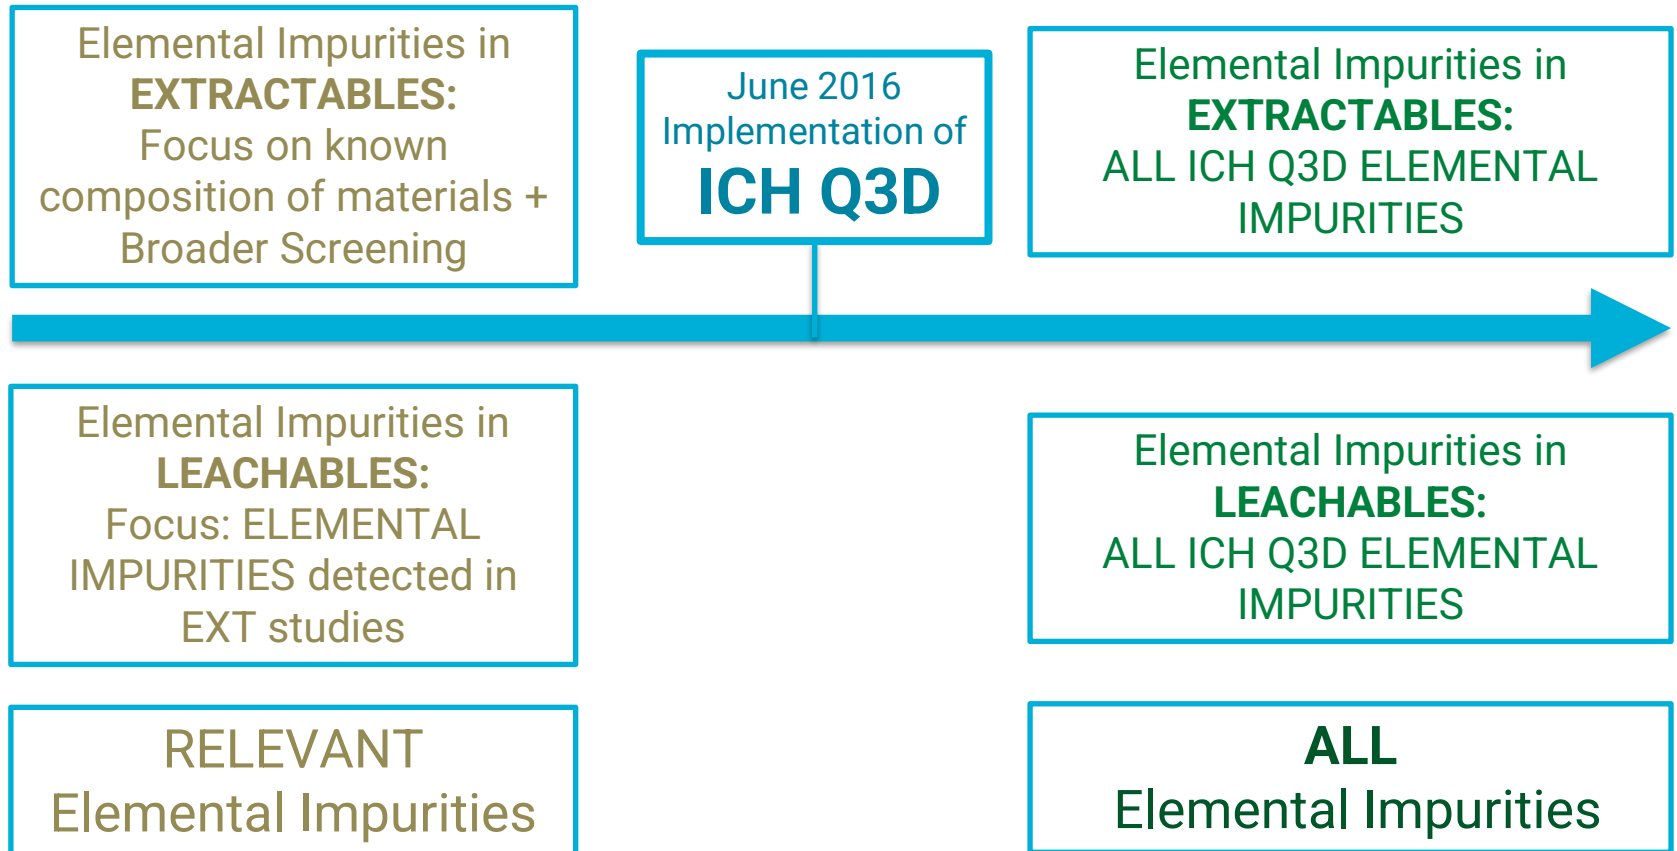 Elemental Impurities in
EXTRACTABLES:
Focus on known
composition of materials +
Broader Screening
June 2016
Implementation of
ICH Q3D
Elemental Impurities in
EXTRACTABLES:
ALL ICH Q3D ELEMENTAL
IMPURITIES
Elemental Impurities in
LEACHABLES:
Focus: ELEMENTAL
IMPURITIES detected in
EXT studies
Elemental Impurities in
LEACHABLES:
ALL ICH Q3D ELEMENTAL
IMPURITIES
RELEVANT
Elemental Impurities
ALL
Elemental Impurities